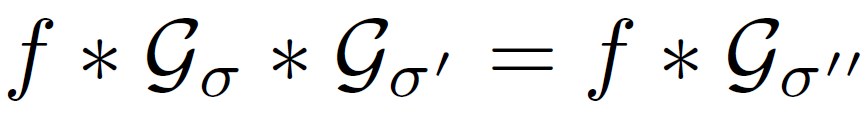 f * 𝒢_σ * 𝒢_σ′ = f * 𝒢_σ″